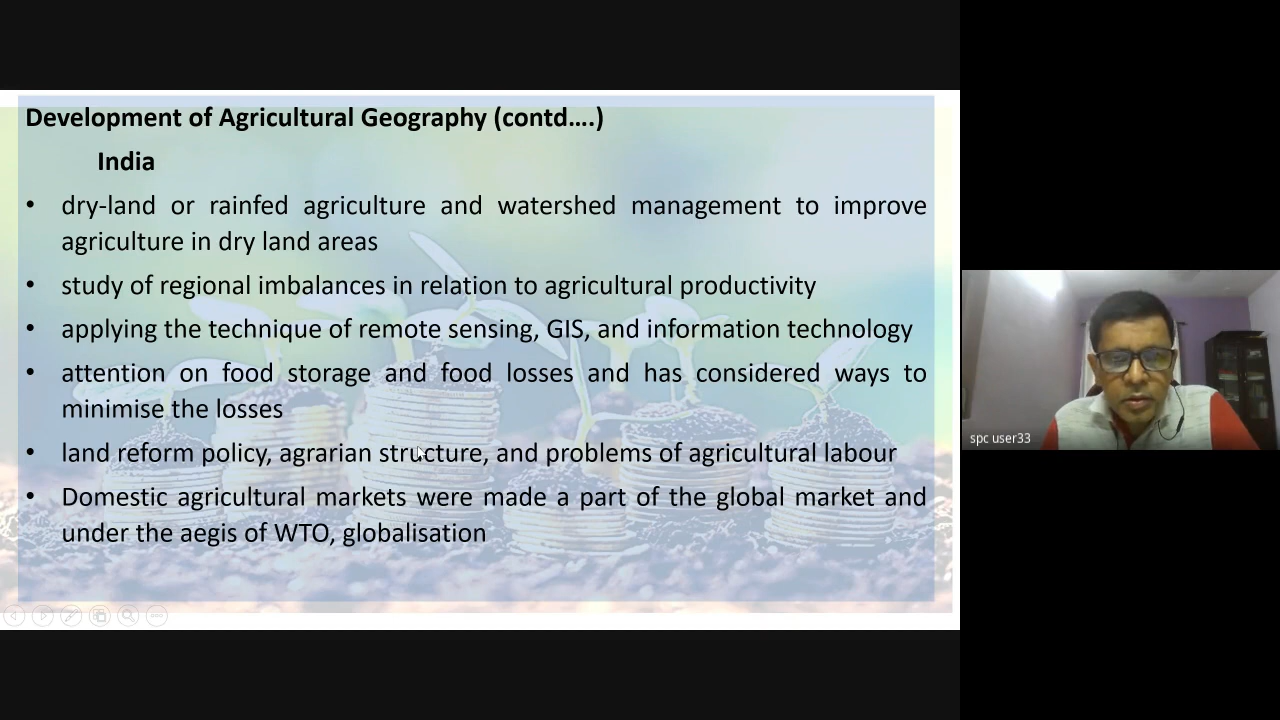 Development of Agricultural Geography (contd….)
India
• dry-land or rainfed agriculture and watershed management to improve
agriculture in dry land areas
• study of regional imbalances in relation to agricultural productivity
• applying the technique of remote sensing, GIS, and information technology
• attention on food storage and food losses and has considered ways to
minimise the losses
• land reform policy, agrarian structure, and problems of agricultural labour
• Domestic agricultural markets were made a part of the global market and
under the aegis of WTO, globalisation
spc user33